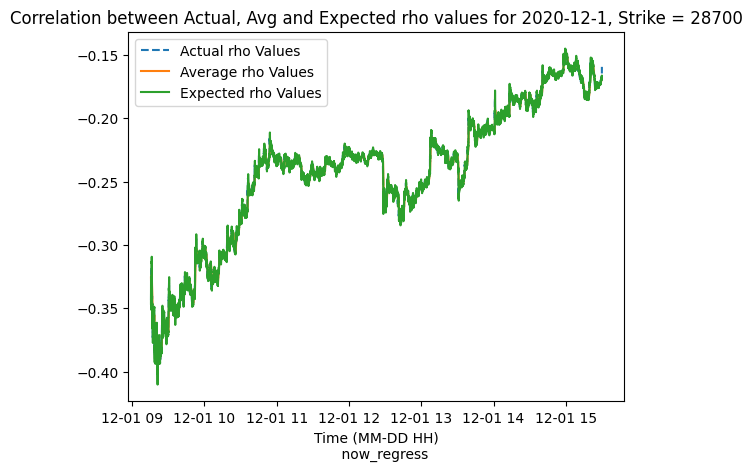 Correlation between Actual, Avg and Expected rho values for 2020-12-1, Strike = 28700
Actual rho Values
Average rho Values
Expected rho Values
−0.15
−0.20
−0.25
−0.30
−0.35
−0.40
12-01 09 12-01 10 12-01 11 12-01 12 12-01 13 12-01 14 12-01 15
Time (MM-DD HH)
now_regress